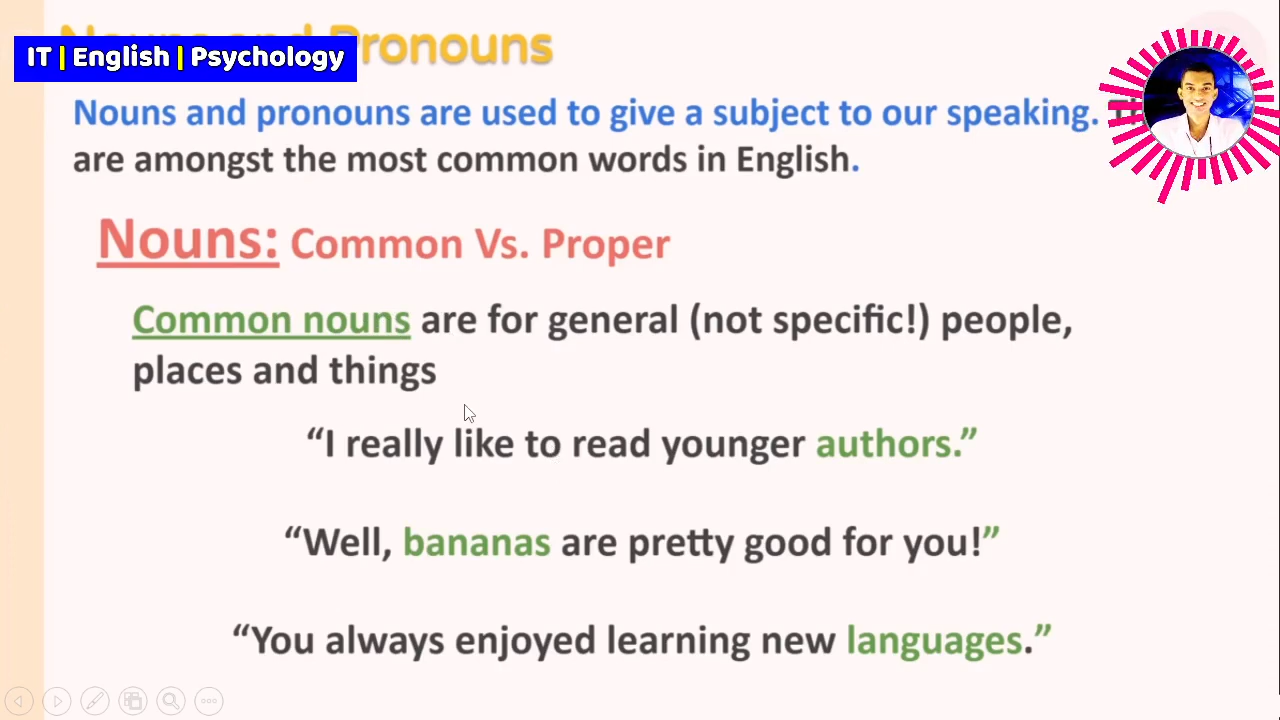 Nouns and Pronouns
IT | English | Psychology
Nouns and pronouns are used to give a subject to our speaking.
are amongst the most common words in English.
Nouns: Common Vs. Proper
Common nouns are for general (not specific!) people,
places and things
“I really like to read younger authors.”
“Well, bananas are pretty good for you!”
“You always enjoyed learning new languages.”